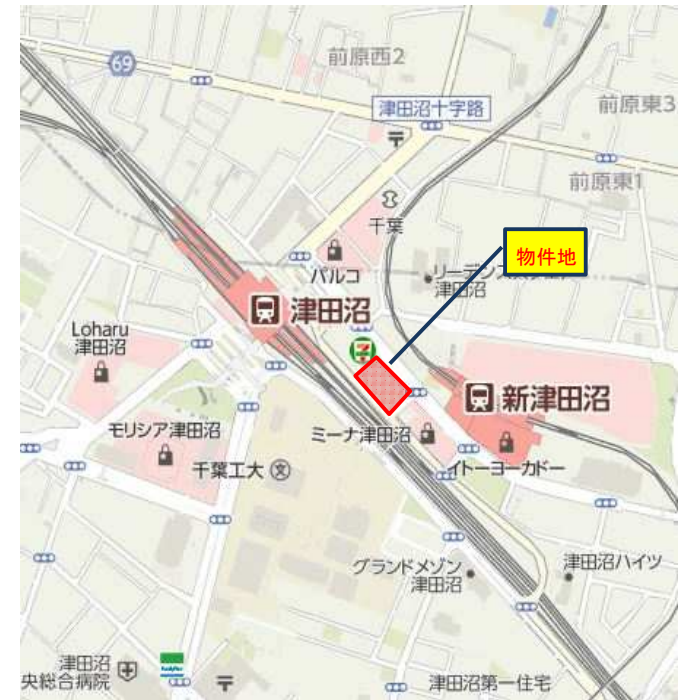 前原西2
69
津田沼十字路
前原東3
前原東1
千葉
物件地
パルコ
津田沼
津田沼
Loharu
津田沼
新津田沼
モリシア津田沼
ミーナ津田沼
千葉工大
文
イトーヨーカドー
グランドメゾン
津田沼
津田沼ハイツ
津田沼
央総合病院
FamilyMart
津田沼第一住宅